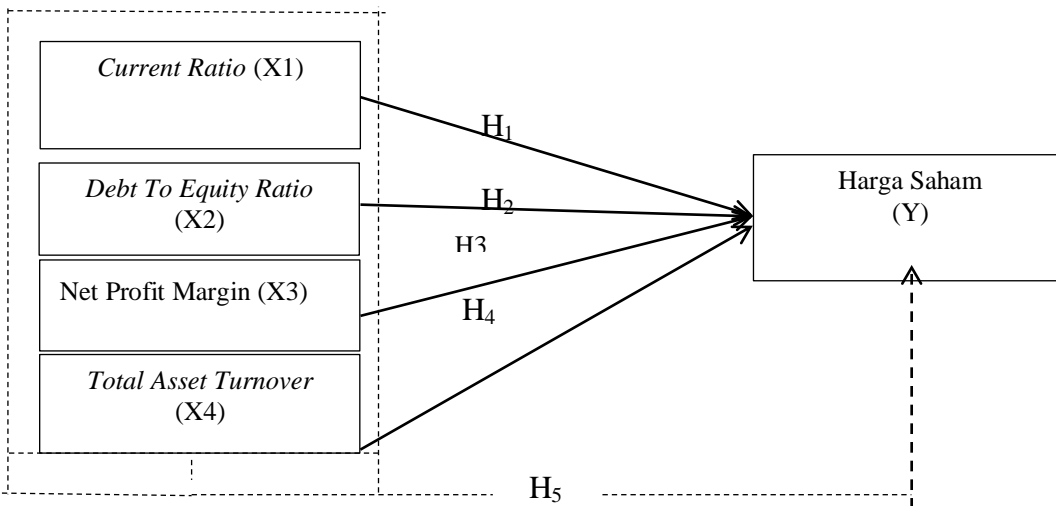 Current Ratio (X1)
H₁
Debt To Equity Ratio
(X2)
H₂
Harga Saham
(Y)
H3
Net Profit Margin (X3)
H₄
Total Asset Turnover
(X4)
H₅